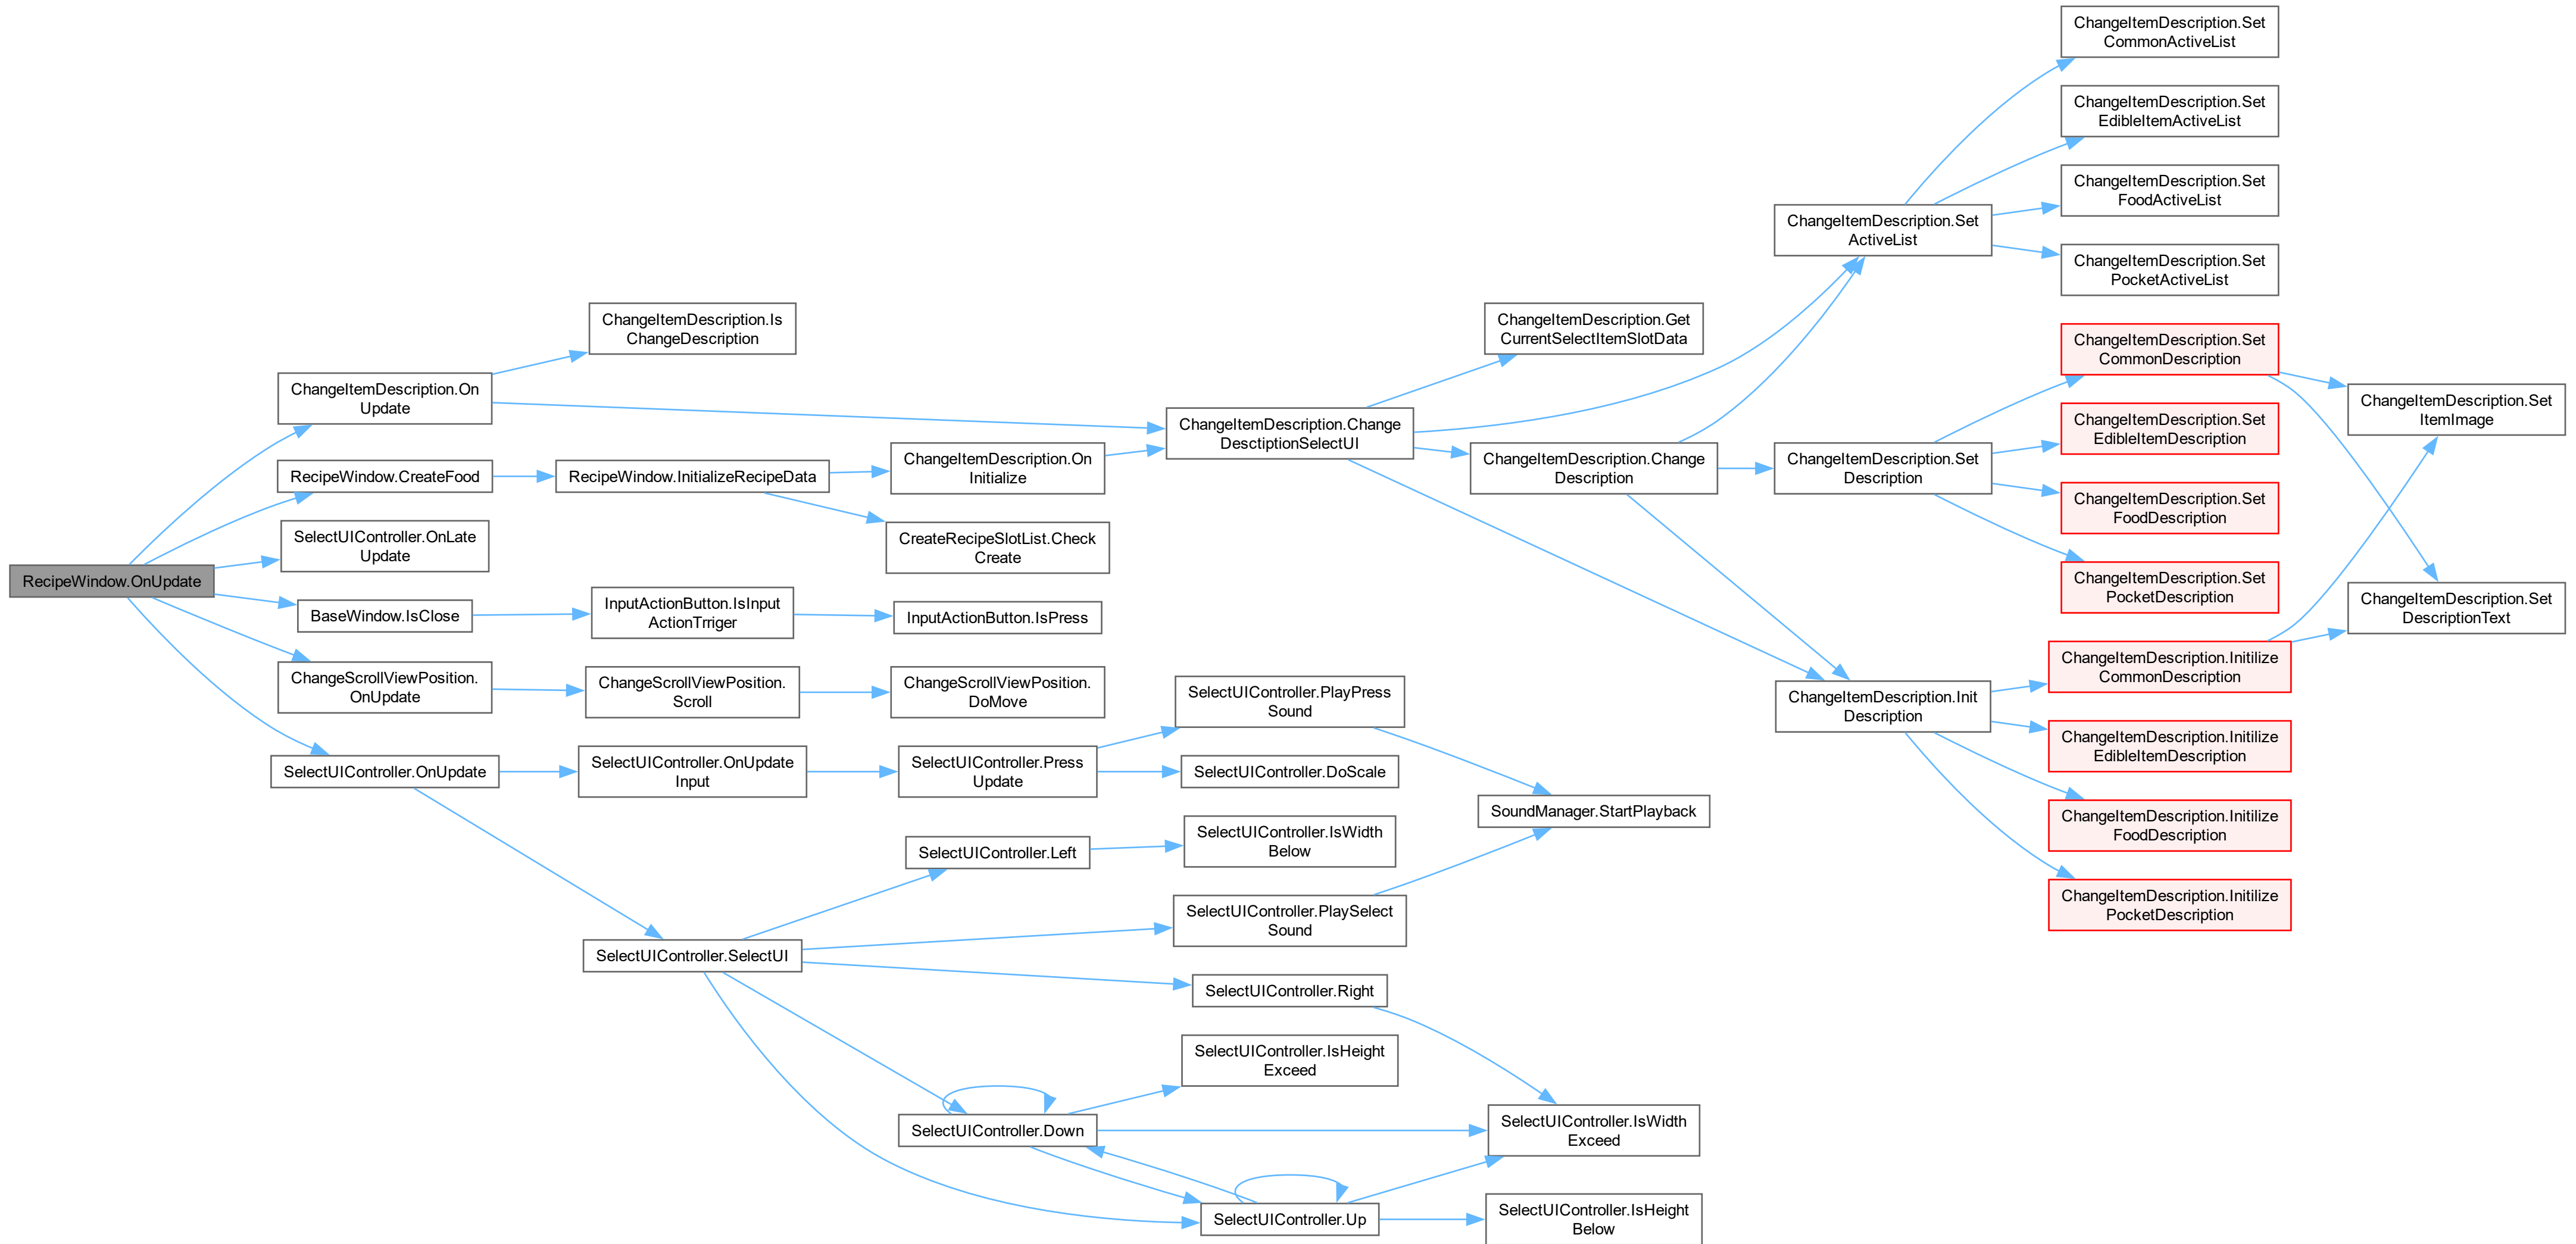 RecipeWindow.OnUpdate
ChangeItemDescription.On
Update
ChangeItemDescription.Is
ChangeDescription
RecipeWindow.CreateFood
RecipeWindow.InitializeRecipeData
ChangeItemDescription.On
Initialize
CreateRecipeSlotList.Check
Create
SelectUIController.OnLate
Update
BaseWindow.IsClose
InputActionButton.IsInput
ActionTrriger
InputActionButton.IsPress
ChangeScrollViewPosition.
OnUpdate
ChangeScrollViewPosition.
Scroll
ChangeScrollViewPosition.
DoMove
SelectUIController.OnUpdate
SelectUIController.OnUpdate
Input
SelectUIController.Press
Update
SelectUIController.PlayPress
Sound
SelectUIController.DoScale
SoundManager.StartPlayback
SelectUIController.SelectUI
SelectUIController.Left
SelectUIController.IsWidth
Below
SelectUIController.PlaySelect
Sound
SelectUIController.Right
SelectUIController.Down
SelectUIController.IsHeight
Exceed
SelectUIController.IsWidth
Exceed
SelectUIController.Up
SelectUIController.IsHeight
Below
ChangeItemDescription.Change
DesctiptionSelectUI
ChangeItemDescription.Get
CurrentSelectItemSlotData
ChangeItemDescription.Change
Description
ChangeItemDescription.Set
ActiveList
ChangeItemDescription.Set
CommonActiveList
ChangeItemDescription.Set
EdibleItemActiveList
ChangeItemDescription.Set
FoodActiveList
ChangeItemDescription.Set
PocketActiveList
ChangeItemDescription.Set
Description
ChangeItemDescription.Set
CommonDescription
ChangeItemDescription.Set
EdibleItemDescription
ChangeItemDescription.Set
FoodDescription
ChangeItemDescription.Set
PocketDescription
ChangeItemDescription.Set
ItemImage
ChangeItemDescription.Set
DescriptionText
ChangeItemDescription.Init
Description
ChangeItemDescription.Initilize
CommonDescription
ChangeItemDescription.Initilize
EdibleItemDescription
ChangeItemDescription.Initilize
FoodDescription
ChangeItemDescription.Initilize
PocketDescription